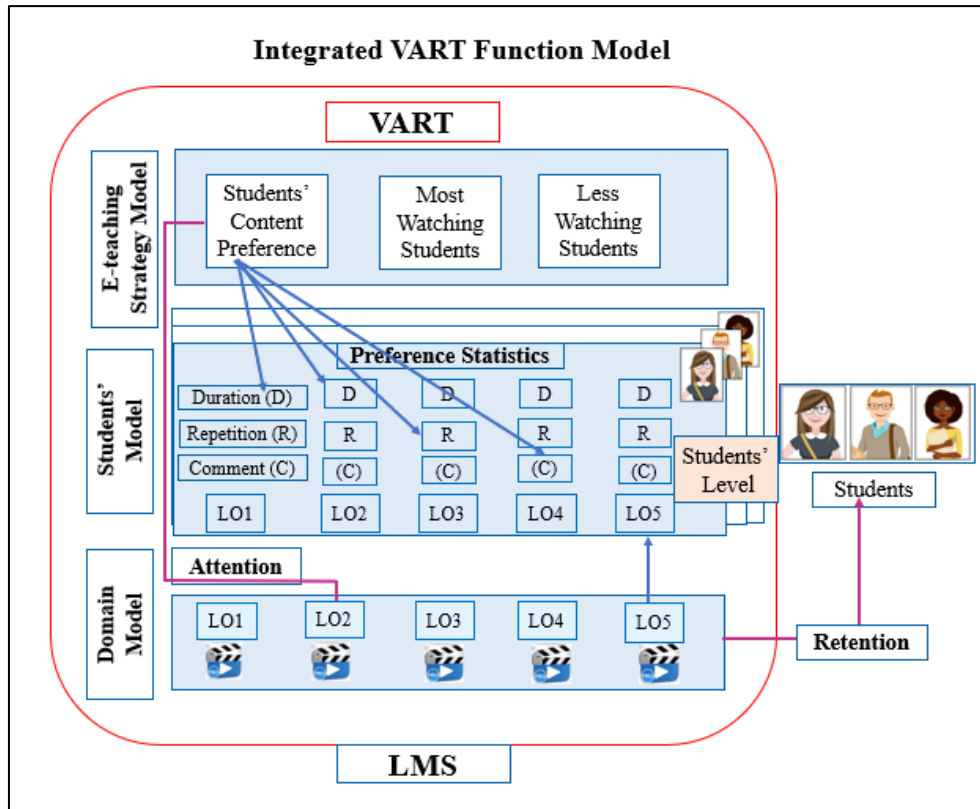 Integrated VART Function Model
VART
E-teaching
Strategy Model
Students'
Content
Preference
Most
Watching
Students
Less
Watching
Students
Students'
Model
Preference Statistics
Duration (D)
D
D
D
D
Repetition (R)
R
R
R
R
Comment (C)
(C)
(C)
(C)
(C)
LO1
LO2
LO3
LO4
LO5
Students'
Level
Students
Domain
Model
Attention
LO1
LO2
LO3
LO4
LO5
Retention
LMS